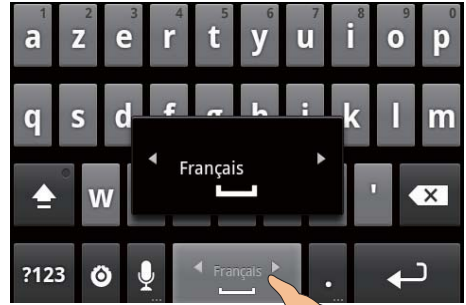 1 2 3 4 5 6 7 8 9 0
a z e r t y u i o p
q s d f g h j k l m
Français
w '
?123 Français . ...